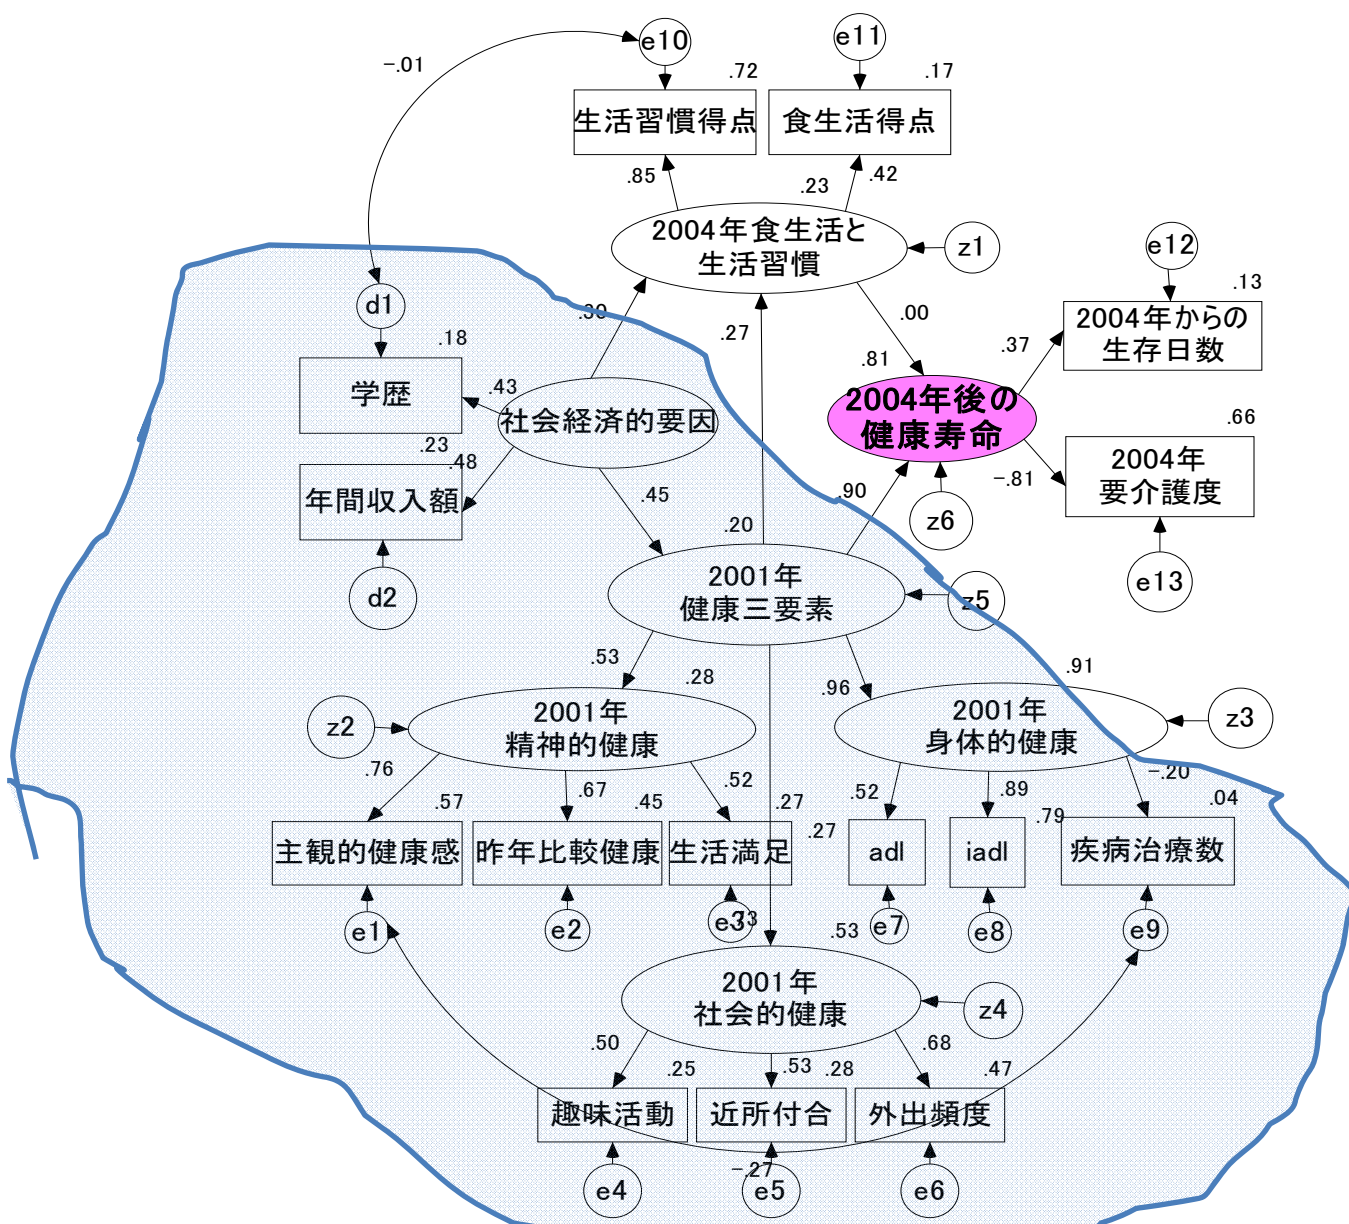 e10
e11
-.01
.72
.17
生活習慣得点
食生活得点
.85
.23
.42
2004年食生活と
生活習慣
z1
e12
d1
.13
.30
.27
.00
2004年からの
生存日数
.18
.37
.81
学歴
.43
社会経済的要因
2004年後の
健康寿命
.66
.23
.48
2004年
要介護度
-.81
年間収入額
.45
.90
.20
z6
2001年
健康三要素
z5
e13
d2
.53
.28
.96
.91
z2
2001年
精神的健康
2001年
身体的健康
z3
.76
.67
.52
.52
.89
-.20
.57
.45
.27
.27
.79
.04
主観的健康感
昨年比較健康
生活満足
adl
iadl
疾病治療数
e1
e2
e3
.73
.53
e7
e8
e9
2001年
社会的健康
z4
.50
.53
.68
.25
.28
.47
趣味活動
近所付合
外出頻度
-.27
e4
e5
e6